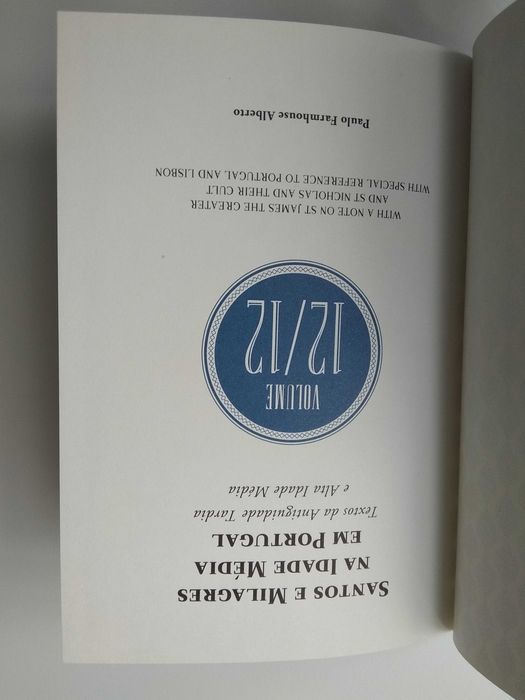 SANTOS E MILAGRES
NA IDADE MÉDIA
EM PORTUGAL
Textos da Antiguidade Tardia
e Alta Idade Média
VOLUME
12/12
WITH A NOTE ON ST JAMES THE GREATER
AND ST NICHOLAS AND THEIR CULT
WITH SPECIAL REFERENCE TO PORTUGAL AND LISBON
Paulo Farmhouse Alberto